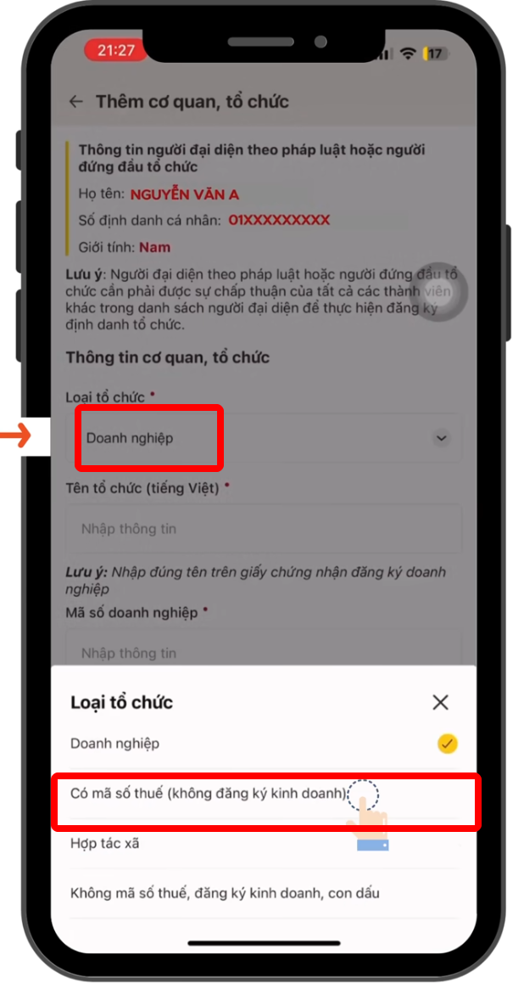 21:27
17
Thêm cơ quan, tổ chức
Thông tin người đại diện theo pháp luật hoặc người
đứng đầu tổ chức
Họ tên: NGUYỄN VĂN A
Số định danh cá nhân: 01XXXXXXXXX
Giới tính: Nam
Lưu ý: Người đại diện theo pháp luật hoặc người đứng đầu tổ
chức cần phải được sự chấp thuận của tất cả các thành viên
khác trong danh sách người đại diện để thực hiện đăng ký
định danh tổ chức.
Thông tin cơ quan, tổ chức
Loại tổ chức *
Doanh nghiệp
Tên tổ chức (tiếng Việt) *
Nhập thông tin
Lưu ý: Nhập đúng tên trên giấy chứng nhận đăng ký doanh
nghiệp
Mã số doanh nghiệp *
Nhập thông tin
Loại tổ chức
Doanh nghiệp
Có mã số thuế (không đăng ký kinh doanh)
Hợp tác xã
Không mã số thuế, đăng ký kinh doanh, con dấu